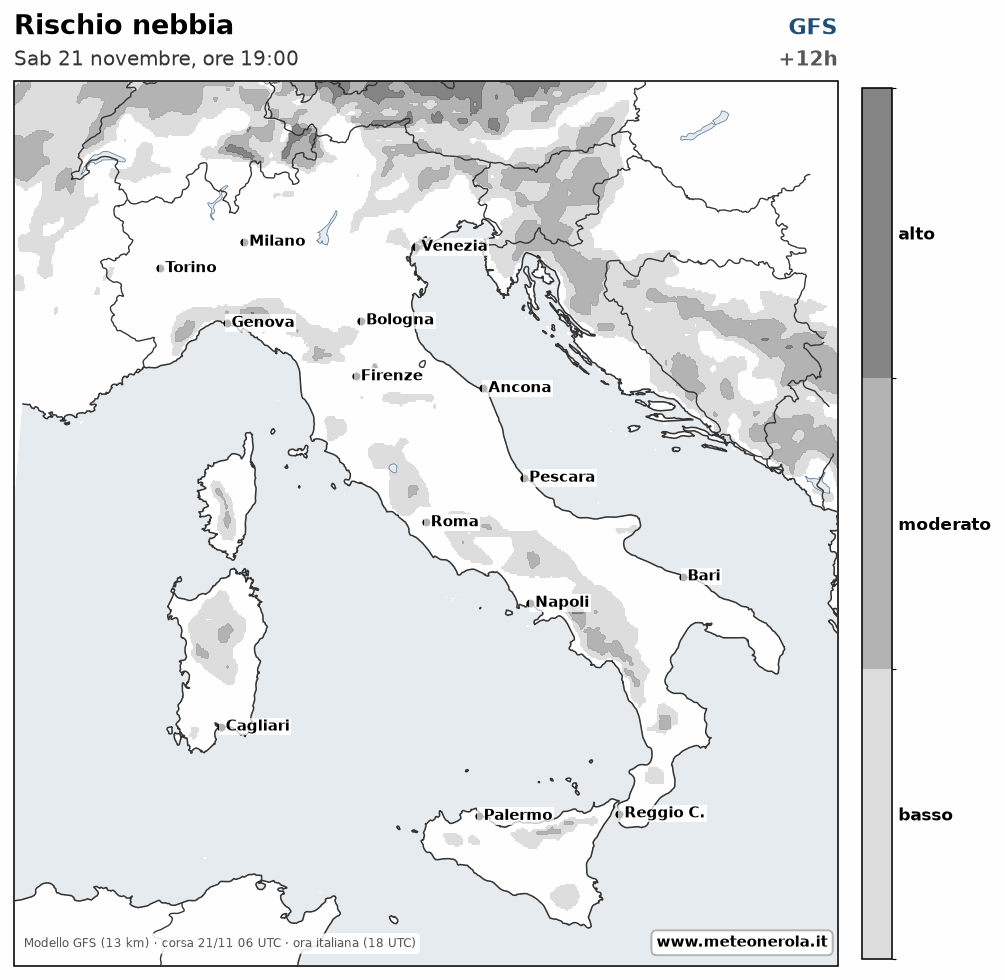 Rischio nebbia
GFS
Sab 21 novembre, ore 19:00
+12h
Milano
Venezia
Torino
Genova
Bologna
Firenze
Ancona
Pescara
Roma
Bari
Napoli
Cagliari
Palermo
Reggio C.
alto
moderato
basso
Modello GFS (13 km) · corsa 21/11 06 UTC · ora italiana (18 UTC)
www.meteonerola.it